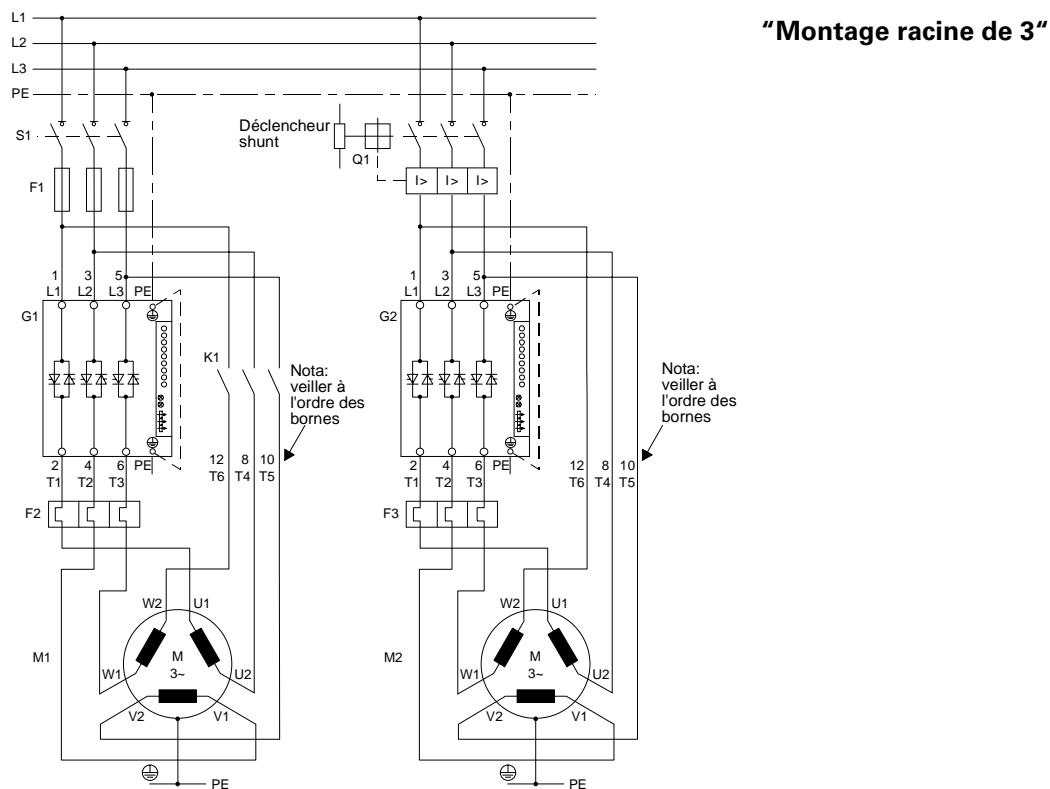 “Montage racine de 3“
L1
L2
L3
PE
S1
Déclencheur
shunt
Q1
F1
I> I> I>
1 3 5
L1 L2 L3 PE
G1
K1
Nota:
veiller à
l'ordre des
bornes
2 4 6 PE
T1 T2 T3
12 8 10
T6 T4 T5
F2
W2 U1
M1
M
3~
W1 U2
V2 V1
PE
1 3 5
L1 L2 L3 PE
G2
Nota:
veiller à
l'ordre des
bornes
2 4 6 PE
T1 T2 T3
12 8 10
T6 T4 T5
F3
W2 U1
M2
M
3~
W1 U2
V2 V1
PE